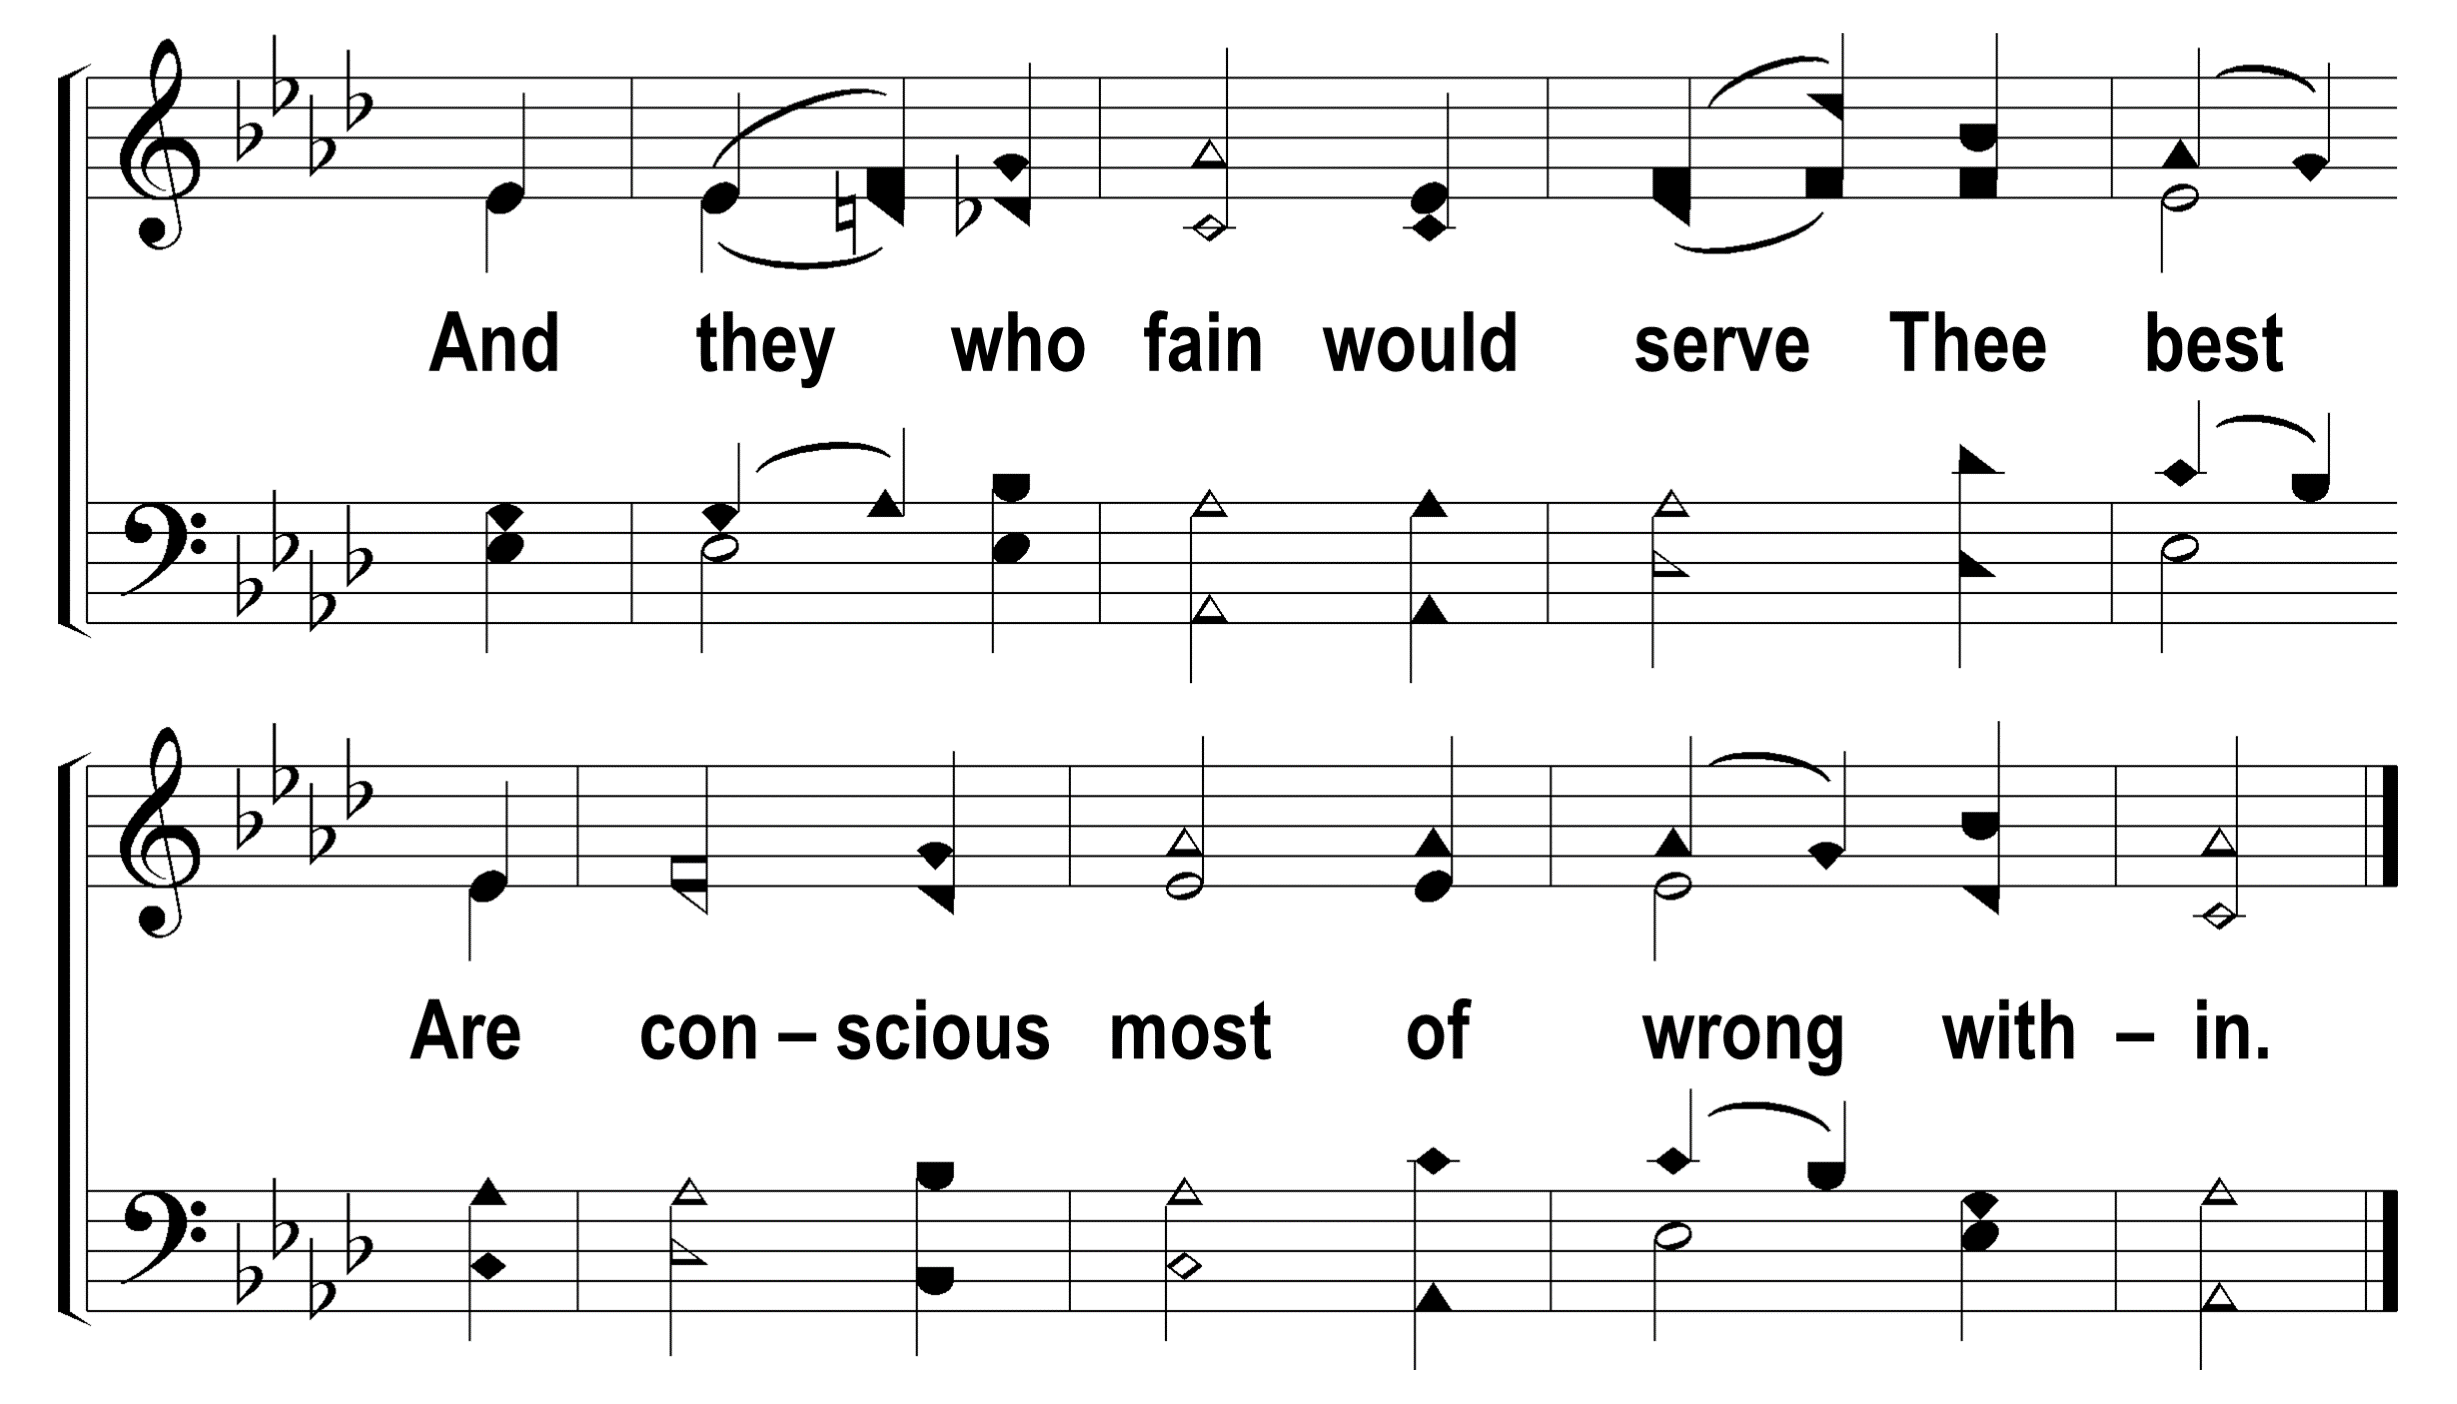 And they who fain would serve Thee best
Are con – scious most of wrong with – in.